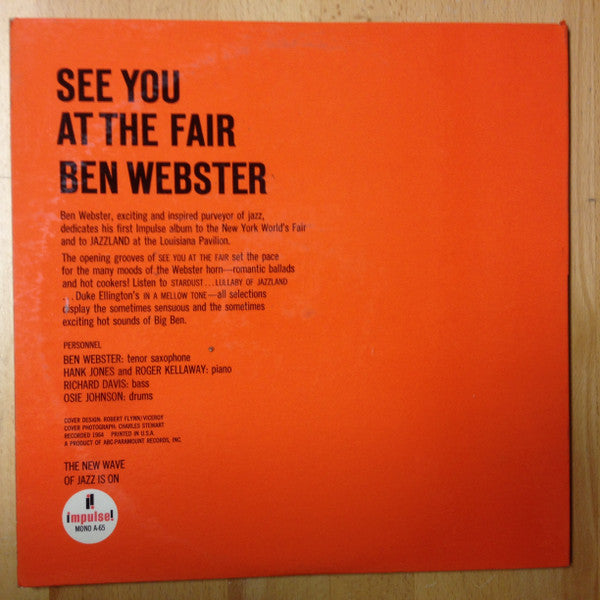 SEE YOU
AT THE FAIR
BEN WEBSTER
Ben Webster, exciting and inspired purveyor of jazz,
dedicates his first Impulse album to the New York World's Fair
and to JAZZLAND at the Louisiana Pavilion.
The opening grooves of SEE YOU AT THE FAIR set the pace
for the many moods of the Webster horn—romantic ballads
and hot cookers! Listen to STARDUST...LULLABY OF JAZZLAND
...Duke Ellington's IN A MELLOW TONE—all selections
display the sometimes sensuous and the sometimes
exciting hot sounds of Big Ben.
PERSONNEL
BEN WEBSTER: tenor saxophone
HANK JONES and ROGER KELLAWAY: piano
RICHARD DAVIS: bass
OSIE JOHNSON: drums
COVER DESIGN: ROBERT FLYNN/VICEROY
COVER PHOTOGRAPH: CHARLES STEWART
RECORDED 1964 PRINTED IN U.S.A.
A PRODUCT OF ABC-PARAMOUNT RECORDS, INC.
THE NEW WAVE
OF JAZZ IS ON
i!
impulse!
MONO A-65